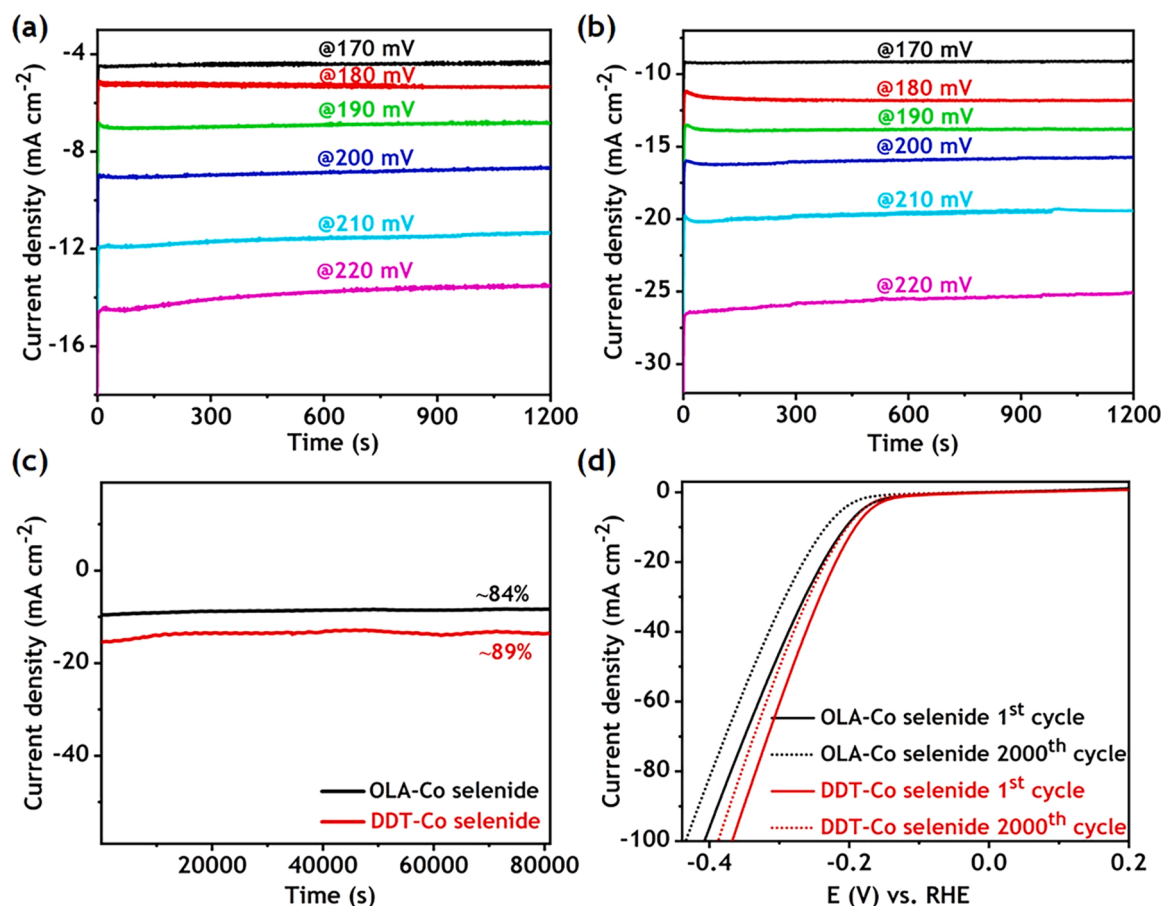 (a)
Current density (mA cm⁻²)
-4
-8
-12
-16
@170 mV
@180 mV
@190 mV
@200 mV
@210 mV
@220 mV
0 300 600 900 1200
Time (s)
(b)
Current density (mA cm⁻²)
-10
-15
-20
-25
-30
@170 mV
@180 mV
@190 mV
@200 mV
@210 mV
@220 mV
0 300 600 900 1200
Time (s)
(c)
Current density (mA cm⁻²)
0
-20
-40
~84%
~89%
OLA-Co selenide
DDT-Co selenide
20000 40000 60000 80000
Time (s)
(d)
Current density (mA cm⁻²)
0
-20
-40
-60
-80
-100
OLA-Co selenide 1ˢᵗ cycle
OLA-Co selenide 2000ᵗʰ cycle
DDT-Co selenide 1ˢᵗ cycle
DDT-Co selenide 2000ᵗʰ cycle
-0.4 -0.2 0.0 0.2
E (V) vs. RHE